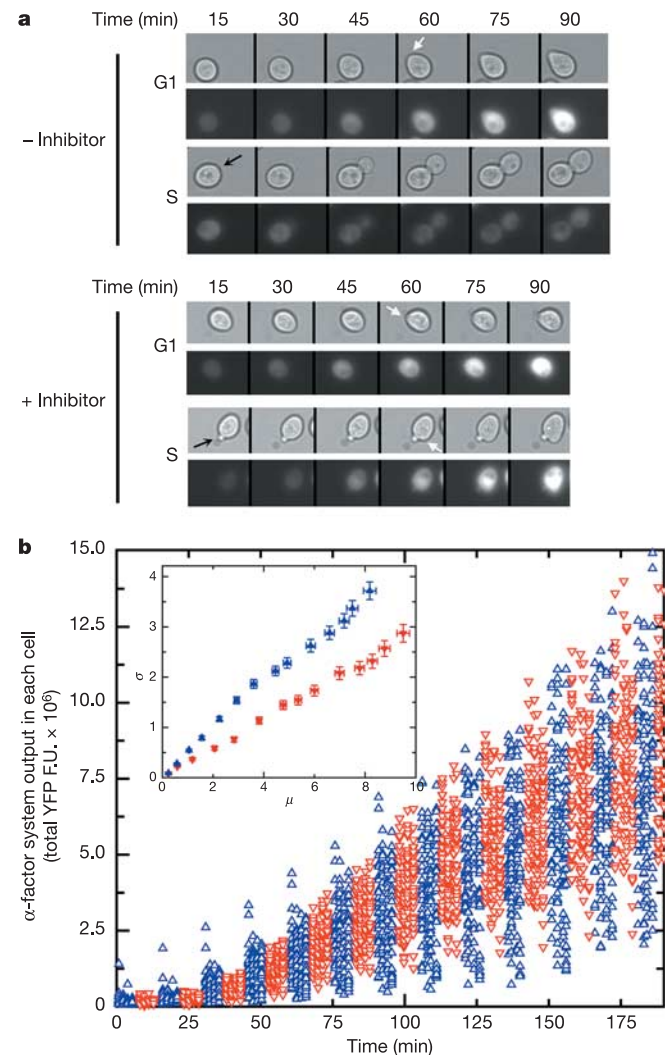 a
Time (min) 15 30 45 60 75 90
G1
– Inhibitor
S
Time (min) 15 30 45 60 75 90
G1
+ Inhibitor
S
b
15.0
12.5
10.0
7.5
5.0
2.5
0
α-factor system output in each cell
(total YFP F.U. × 10⁶)
4
3
2
1
0
σ
0 2 4 6 8 10
μ
0 25 50 75 100 125 150 175
Time (min)